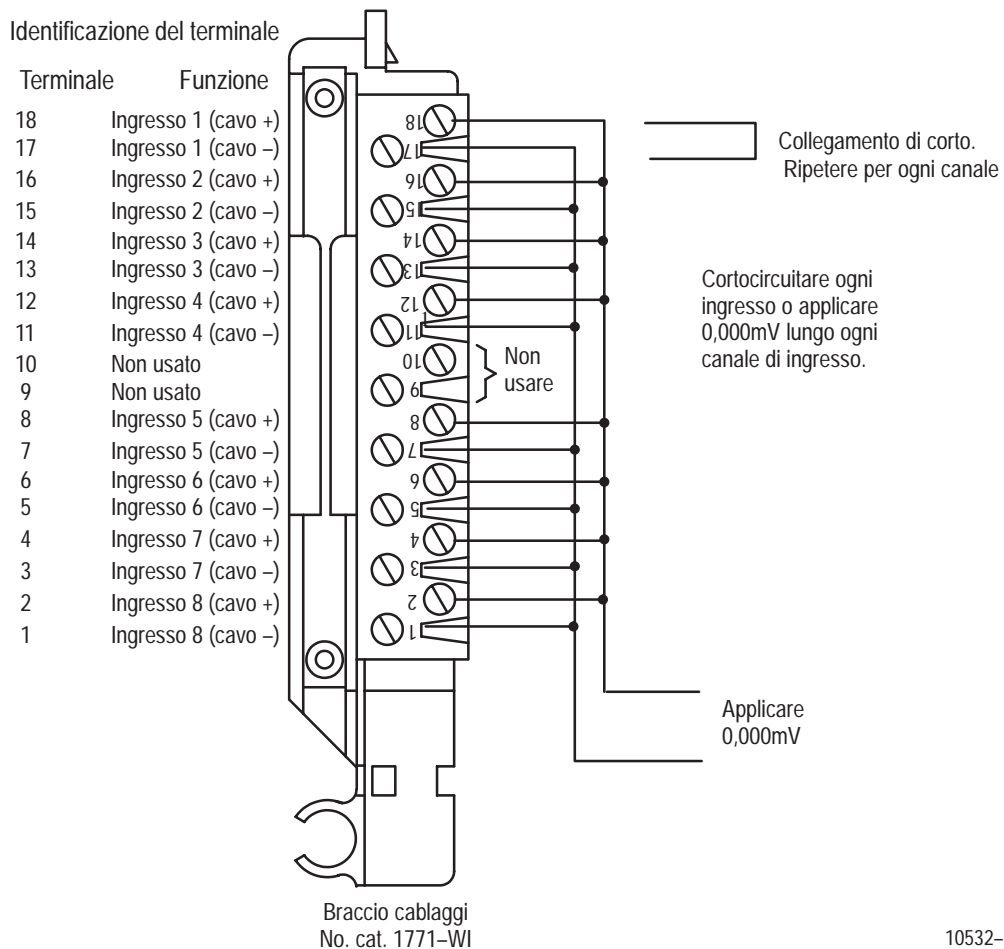 Identificazione del terminale
Terminale Funzione
18 Ingresso 1 (cavo +)
17 Ingresso 1 (cavo –)
16 Ingresso 2 (cavo +)
15 Ingresso 2 (cavo –)
14 Ingresso 3 (cavo +)
13 Ingresso 3 (cavo –)
12 Ingresso 4 (cavo +)
11 Ingresso 4 (cavo –)
10 Non usato
9 Non usato
8 Ingresso 5 (cavo +)
7 Ingresso 5 (cavo –)
6 Ingresso 6 (cavo +)
5 Ingresso 6 (cavo –)
4 Ingresso 7 (cavo +)
3 Ingresso 7 (cavo –)
2 Ingresso 8 (cavo +)
1 Ingresso 8 (cavo –)
18
17
16
15
14
13
12
11
10
9
8
7
6
5
4
3
2
1
Non
usare
Collegamento di corto.
Ripetere per ogni canale
Cortocircuitare ogni
ingresso o applicare
0,000mV lungo ogni
canale di ingresso.
Applicare
0,000mV
Braccio cablaggi
No. cat. 1771–WI
10532–